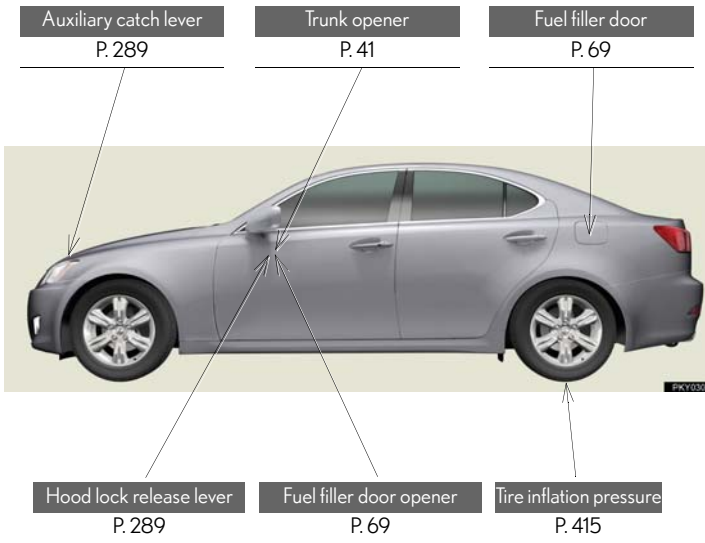 Auxiliary catch lever
P. 289
Trunk opener
P. 41
Fuel filler door
P. 69
PKY030
Hood lock release lever
P. 289
Fuel filler door opener
P. 69
Tire inflation pressure
P. 415